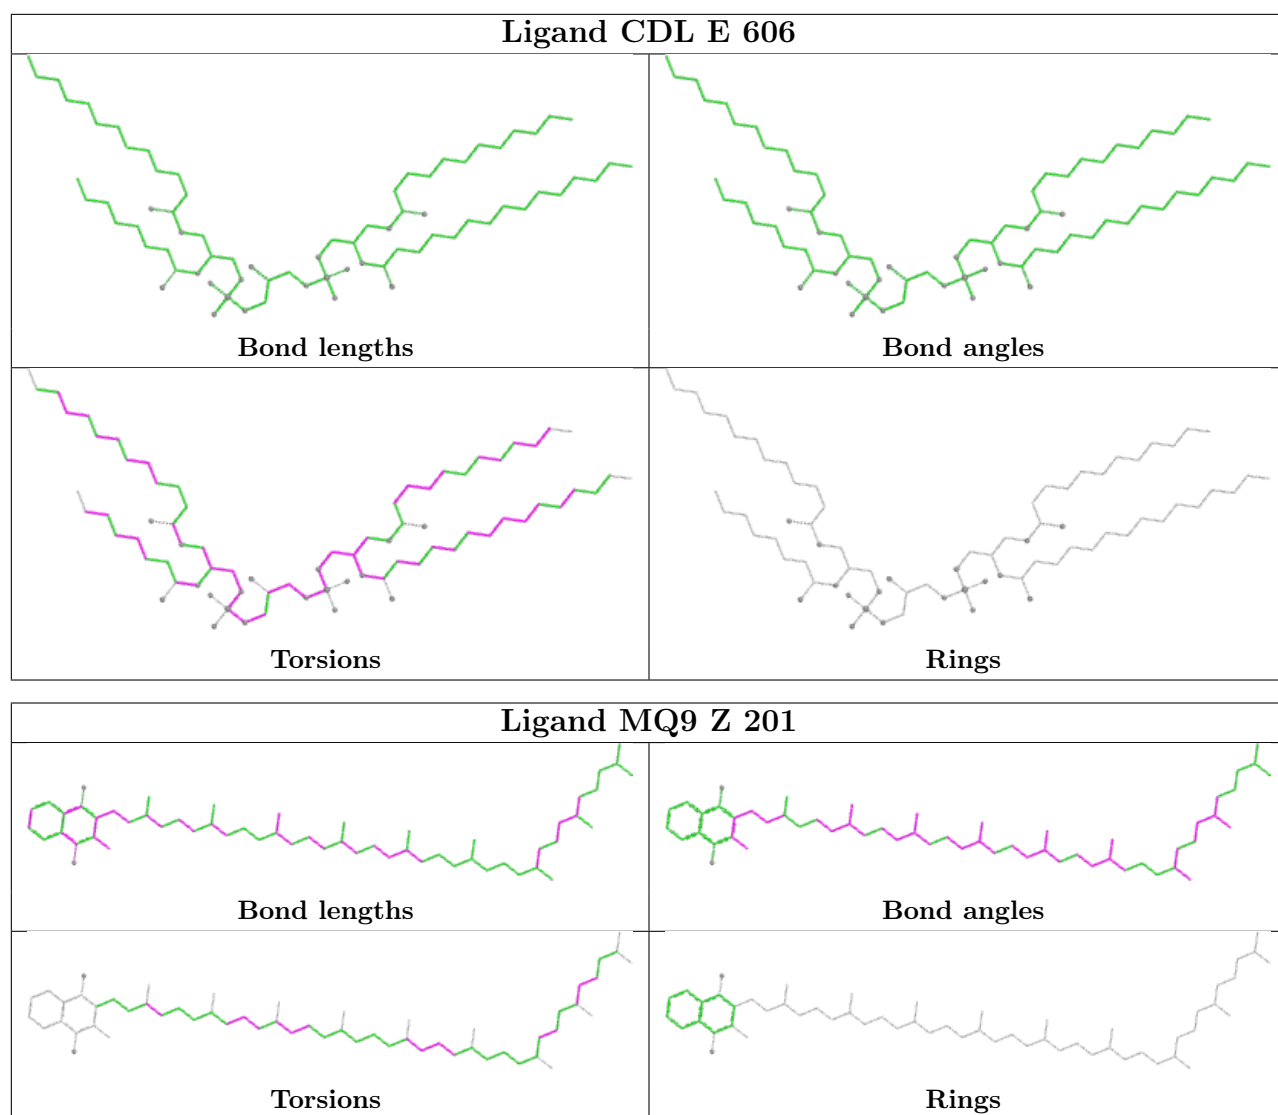 Ligand CDL E 606
Bond lengths
Bond angles
Torsions
Rings
Ligand MQ9 Z 201
Bond lengths
Bond angles
Torsions
Rings